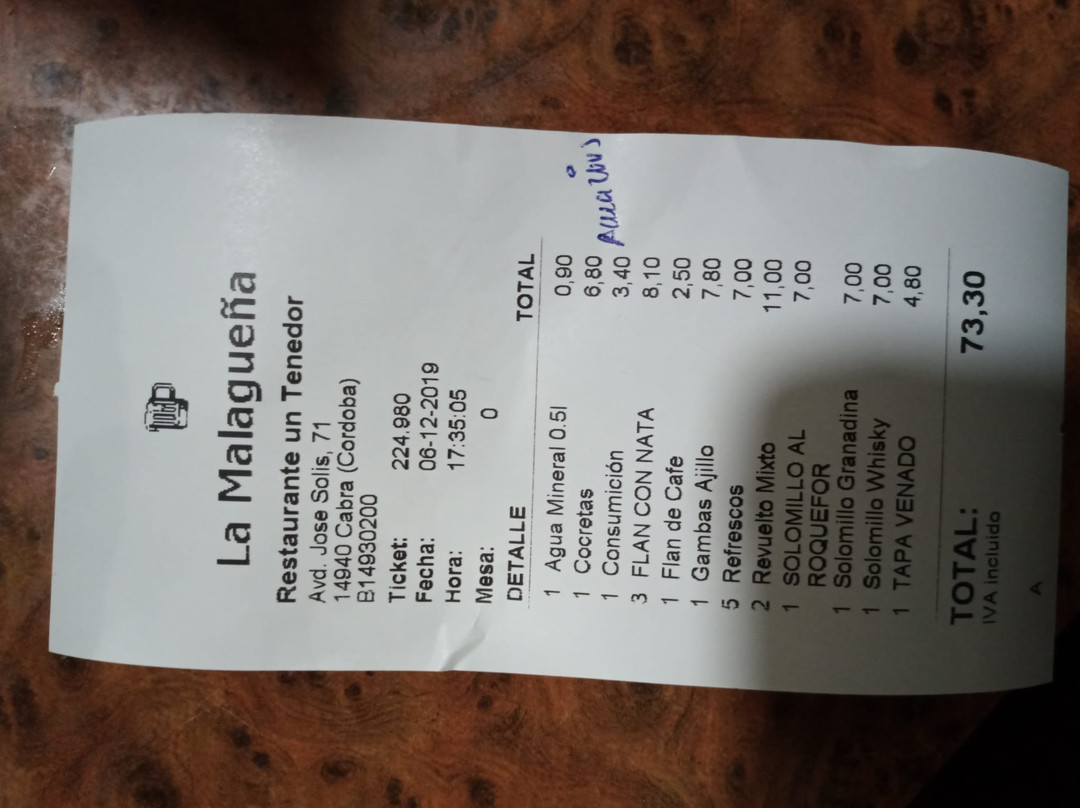 La Malagueña
Restaurante un Tenedor
Avd. Jose Solis, 71
14940 Cabra (Cordoba)
B14930200
Ticket: 224.980
Fecha: 06-12-2019
Hora: 17:35:05
Mesa: 0
DETALLE TOTAL
1 Agua Mineral 0.5l 0,90
1 Cocretas 6,80
1 Consumición 3,40
3 FLAN CON NATA 8,10
1 Flan de Cafe 2,50
1 Gambas Ajillo 7,80
5 Refrescos 7,00
2 Revuelto Mixto 11,00
1 SOLOMILLO AL 7,00
ROQUEFOR
1 Solomillo Granadina 7,00
1 Solomillo Whisky 7,00
1 TAPA VENADO 4,80
TOTAL: 73,30
IVA incluido
A